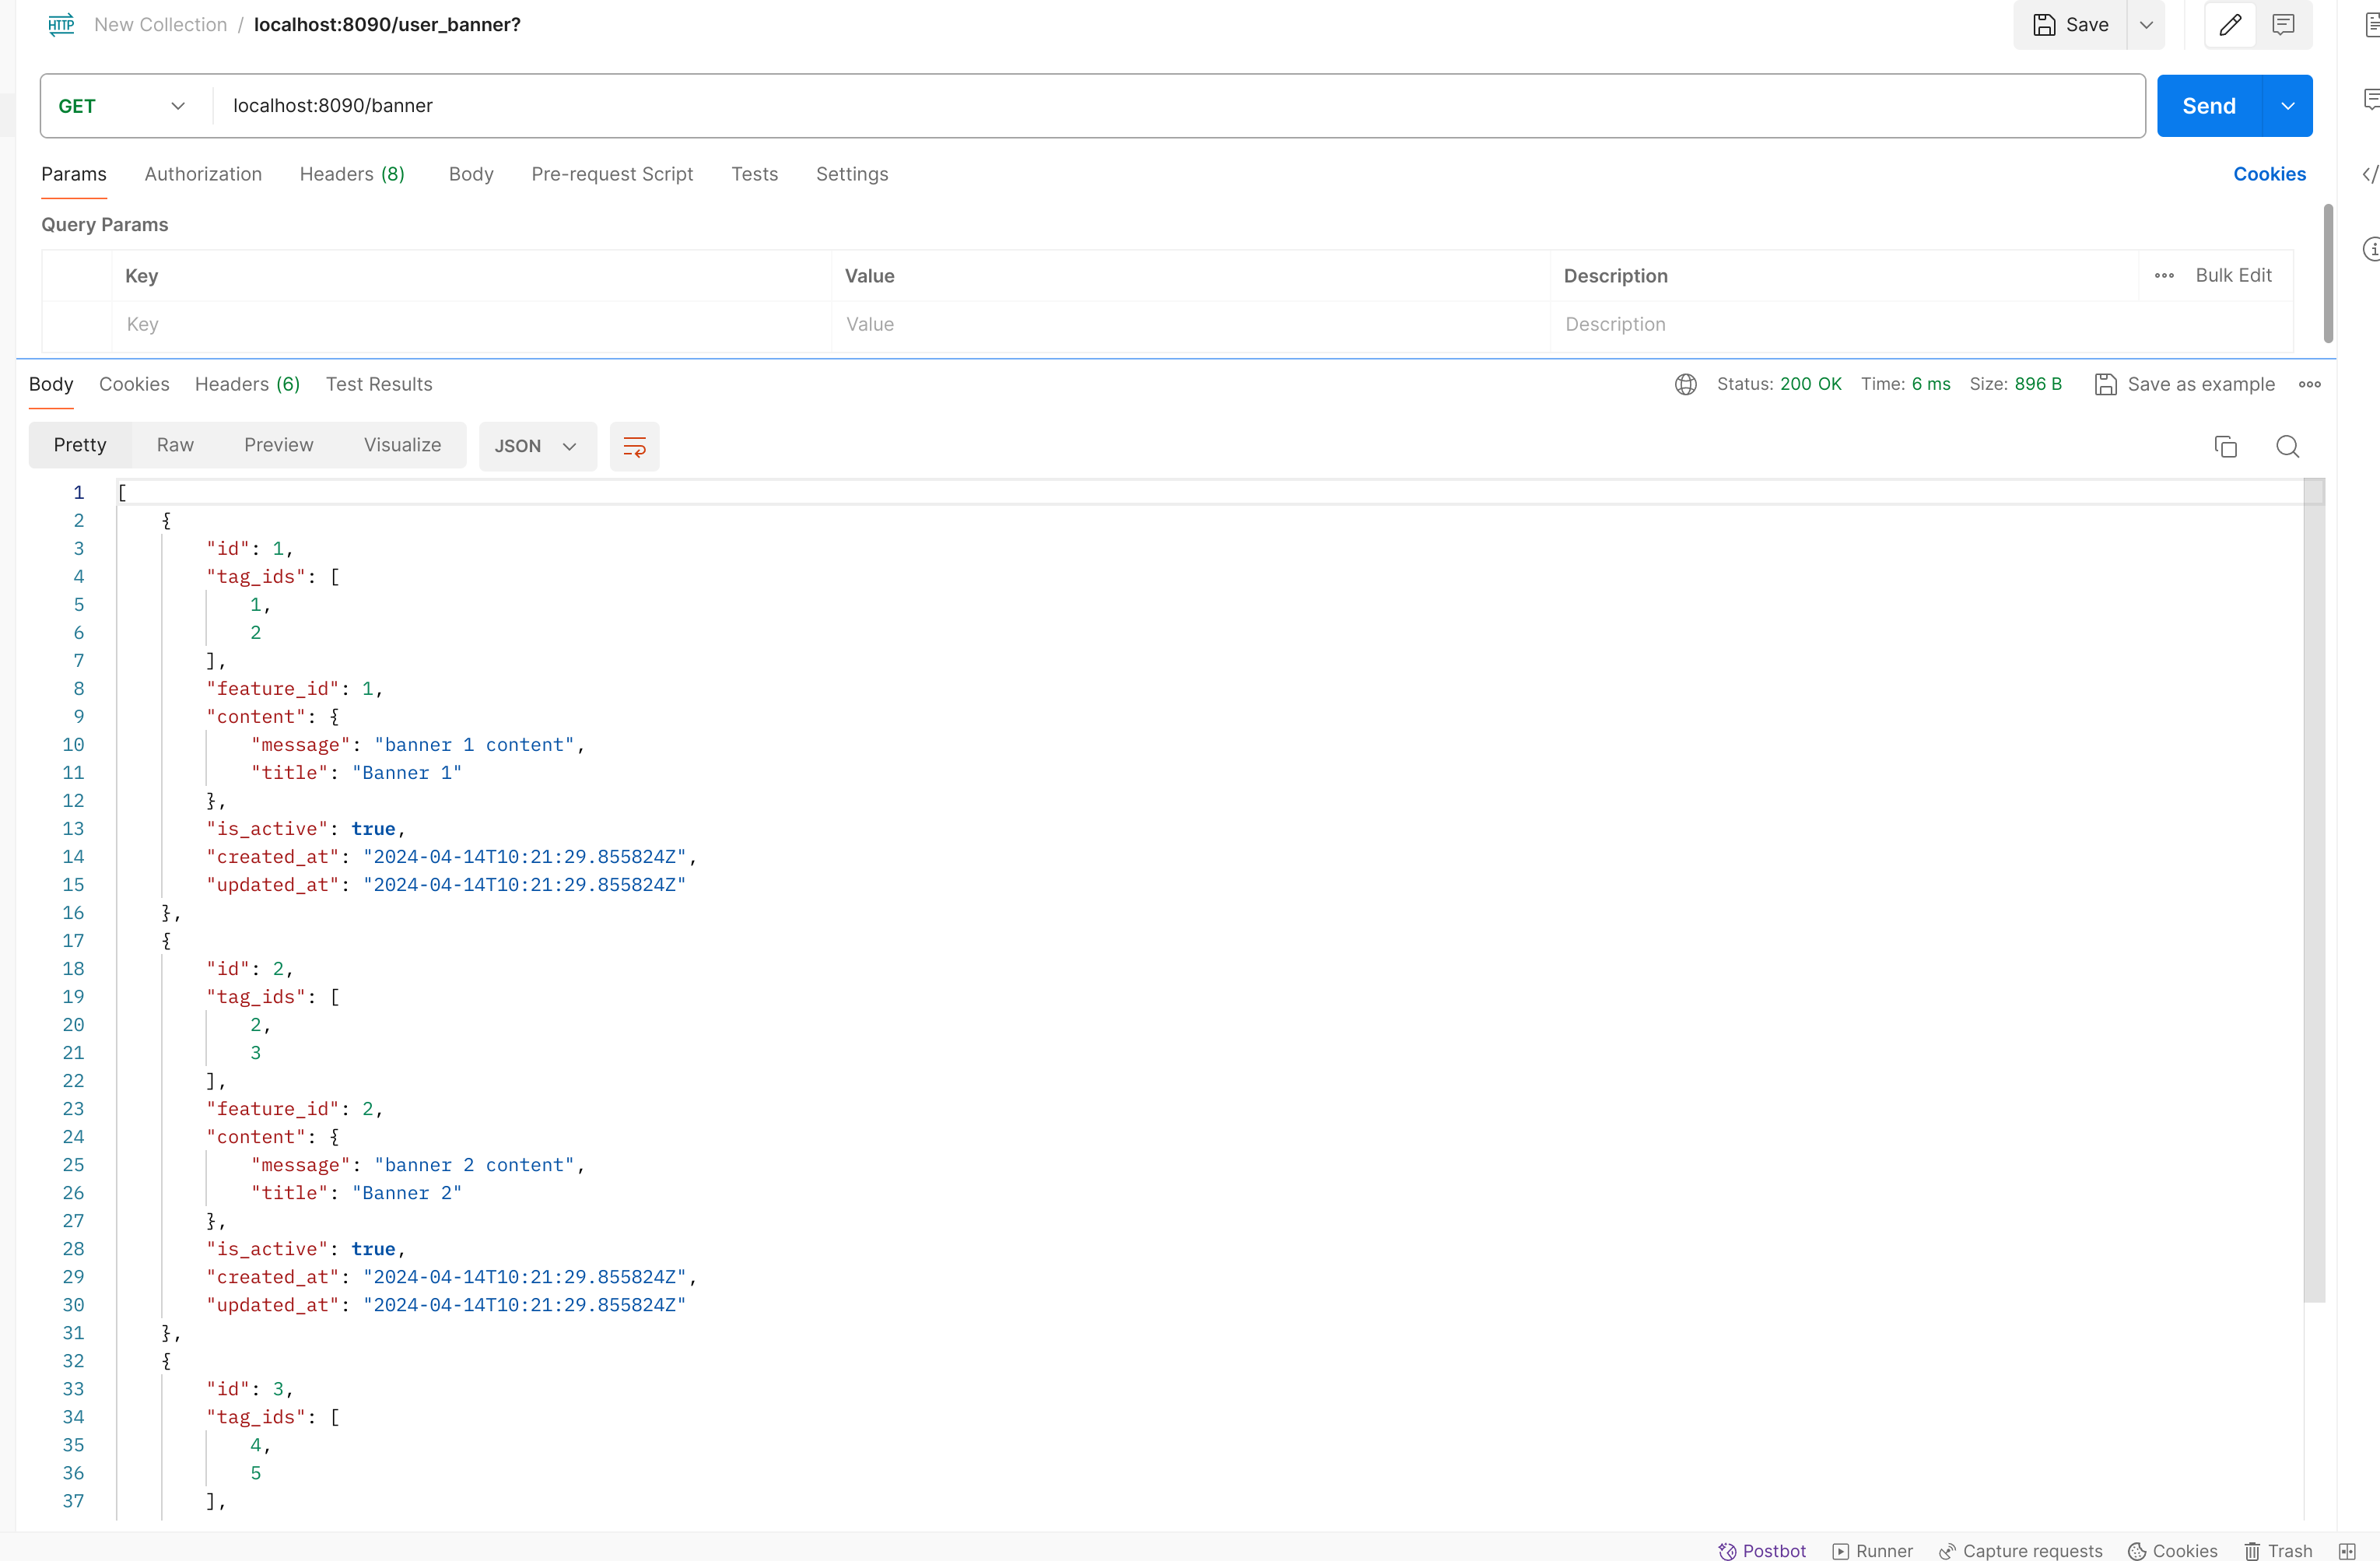 HTTP New Collection / localhost:8090/user_banner? Save
GET localhost:8090/banner Send
Params Authorization Headers (8) Body Pre-request Script Tests Settings Cookies
Query Params
Key Value Description Bulk Edit
Key Value Description
Body Cookies Headers (6) Test Results Status: 200 OK Time: 6 ms Size: 896 B Save as example
Pretty Raw Preview Visualize JSON
1 [
2 {
3 "id": 1,
4 "tag_ids": [
5 1,
6 2
7 ],
8 "feature_id": 1,
9 "content": {
10 "message": "banner 1 content",
11 "title": "Banner 1"
12 },
13 "is_active": true,
14 "created_at": "2024-04-14T10:21:29.855824Z",
15 "updated_at": "2024-04-14T10:21:29.855824Z"
16 },
17 {
18 "id": 2,
19 "tag_ids": [
20 2,
21 3
22 ],
23 "feature_id": 2,
24 "content": {
25 "message": "banner 2 content",
26 "title": "Banner 2"
27 },
28 "is_active": true,
29 "created_at": "2024-04-14T10:21:29.855824Z",
30 "updated_at": "2024-04-14T10:21:29.855824Z"
31 },
32 {
33 "id": 3,
34 "tag_ids": [
35 4,
36 5
37 ],
Postbot Runner Capture requests Cookies Trash